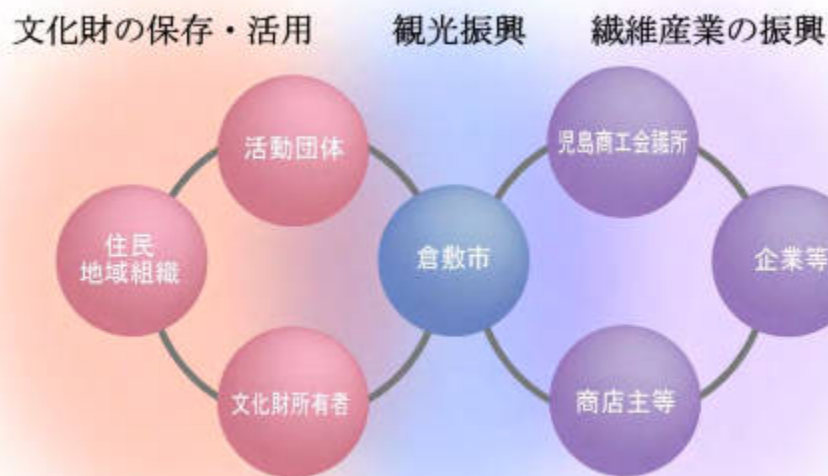 文化財の保存・活用
観光振興
繊維産業の振興
活動団体
児島商工会議所
住民
地域組織
倉敷市
企業等
文化財所有者
商店主等